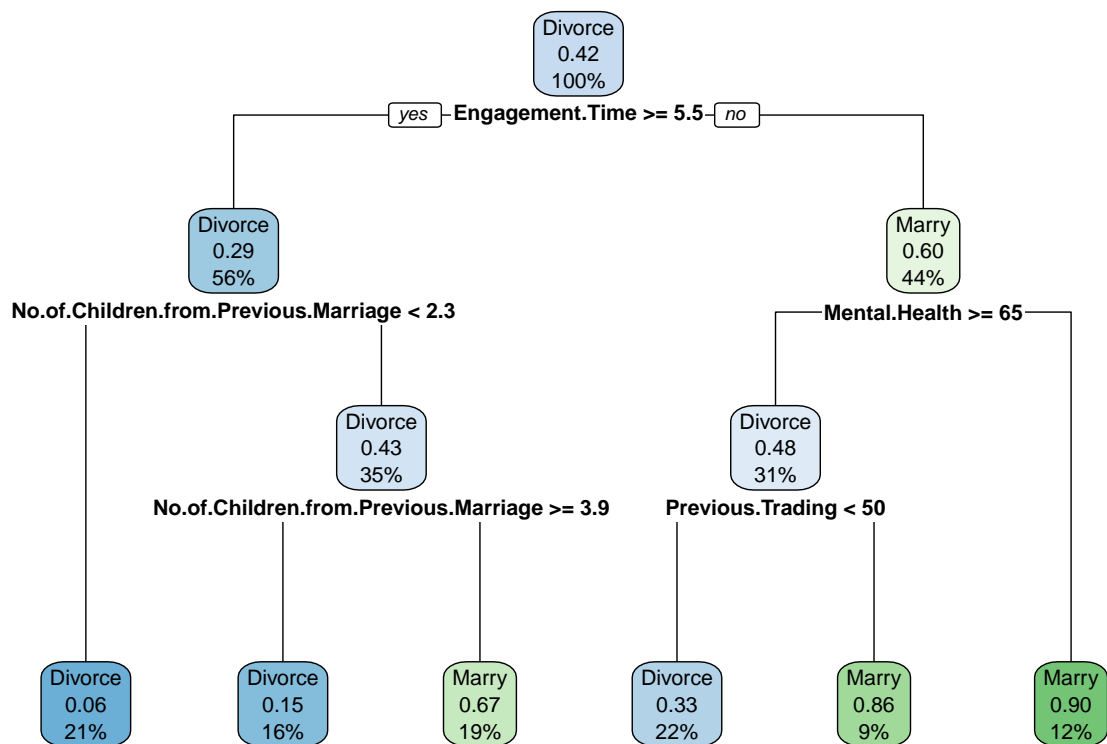 Divorce
0.42
100%
yes Engagement.Time >= 5.5 no
Divorce
0.29
56%
Marry
0.60
44%
No.of.Children.from.Previous.Marriage < 2.3
Mental.Health >= 65
Divorce
0.43
35%
Divorce
0.48
31%
No.of.Children.from.Previous.Marriage >= 3.9
Previous.Trading < 50
Divorce
0.06
21%
Divorce
0.15
16%
Marry
0.67
19%
Divorce
0.33
22%
Marry
0.86
9%
Marry
0.90
12%